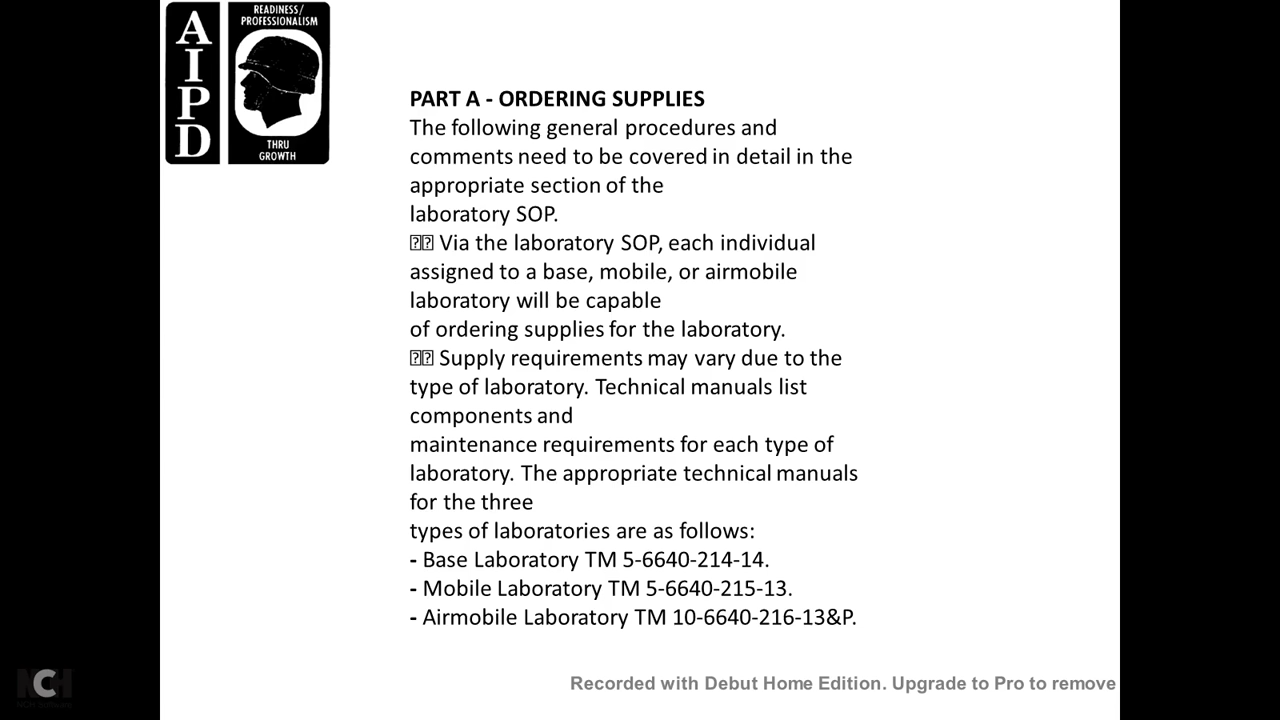 AIPD
READINESS/
PROFESSIONALISM
THRU
GROWTH
PART A - ORDERING SUPPLIES
The following general procedures and
comments need to be covered in detail in the
appropriate section of the
laboratory SOP.
Via the laboratory SOP, each individual
assigned to a base, mobile, or airmobile
laboratory will be capable
of ordering supplies for the laboratory.
Supply requirements may vary due to the
type of laboratory. Technical manuals list
components and
maintenance requirements for each type of
laboratory. The appropriate technical manuals
for the three
types of laboratories are as follows:
- Base Laboratory TM 5-6640-214-14.
- Mobile Laboratory TM 5-6640-215-13.
- Airmobile Laboratory TM 10-6640-216-13&P.
NCH
Recorded with Debut Home Edition. Upgrade to Pro to remove